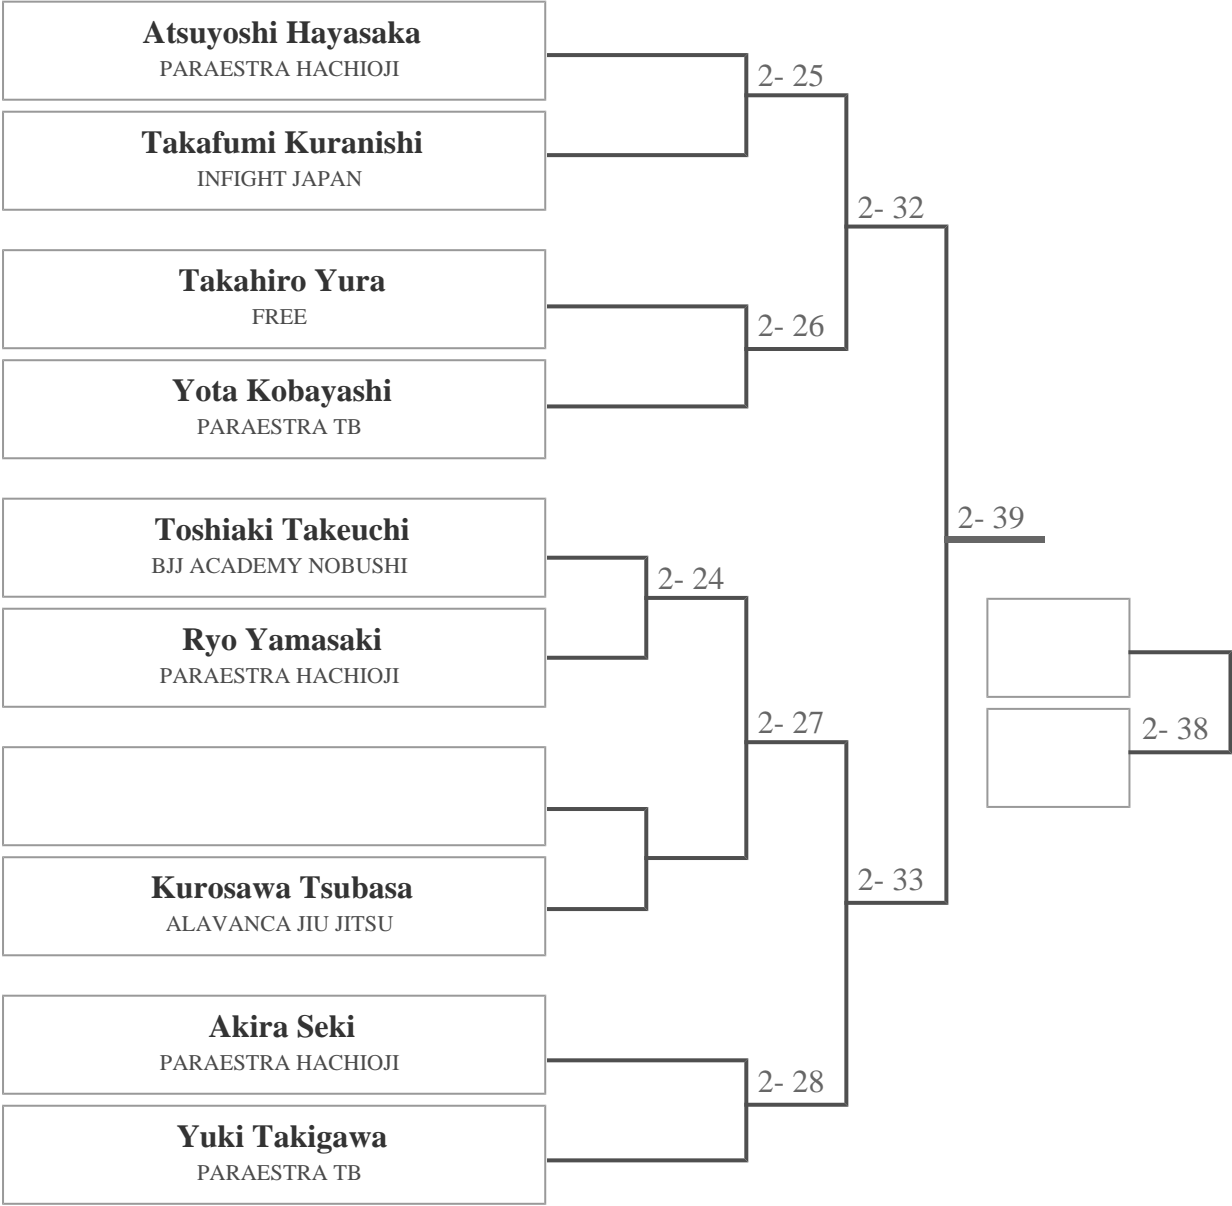 Atsuyoshi Hayasaka
PARAESTRA HACHIOJI
2- 25
Takafumi Kuranishi
INFIGHT JAPAN
2- 32
Takahiro Yura
FREE
2- 26
Yota Kobayashi
PARAESTRA TB
Toshiaki Takeuchi
BJJ ACADEMY NOBUSHI
2- 39
2- 24
Ryo Yamasaki
PARAESTRA HACHIOJI
2- 27
2- 38
Kurosawa Tsubasa
ALAVANCA JIU JITSU
2- 33
Akira Seki
PARAESTRA HACHIOJI
2- 28
Yuki Takigawa
PARAESTRA TB